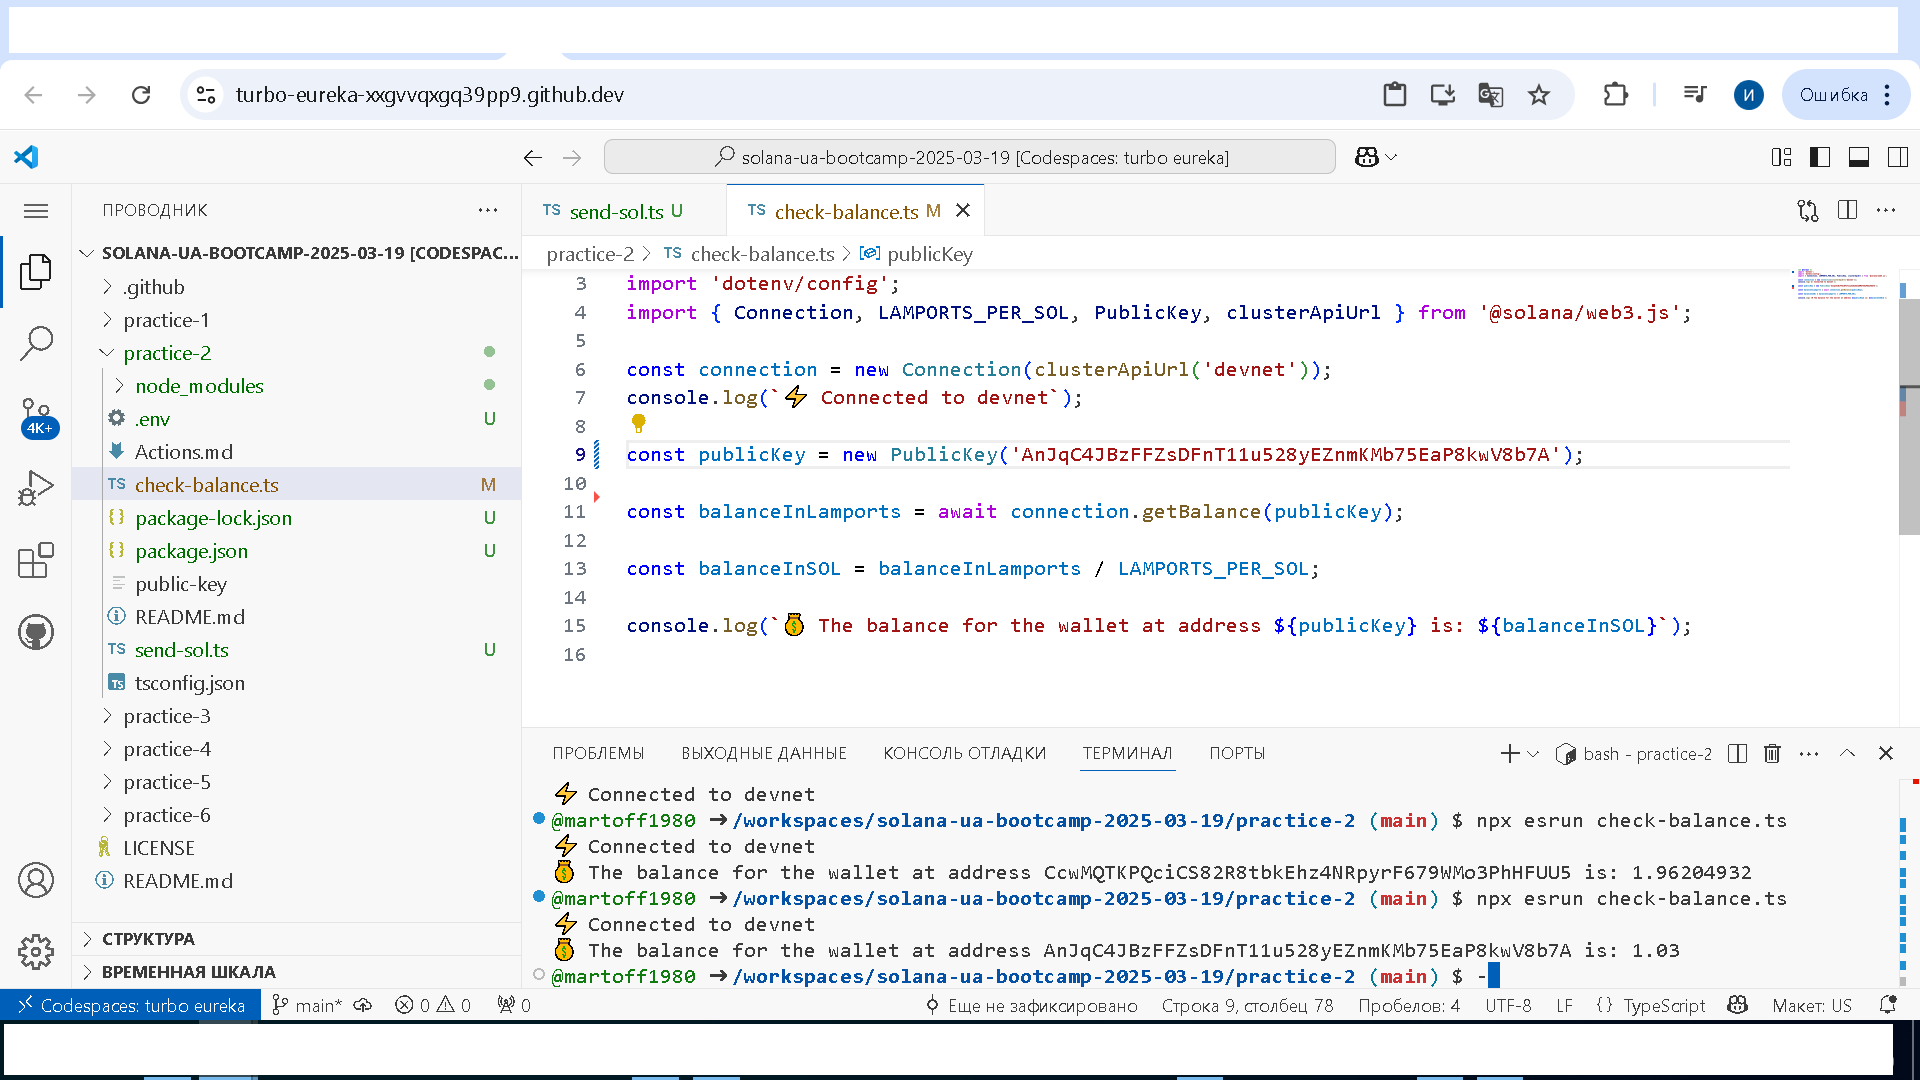 turbo-eureka-xxgvvqxgq39pp9.github.dev
И
Ошибка
solana-ua-bootcamp-2025-03-19 [Codespaces: turbo eureka]
ПРОВОДНИК
SOLANA-UA-BOOTCAMP-2025-03-19 [CODESPAC...
.github
practice-1
practice-2
node_modules
.env U
Actions.md
TS check-balance.ts M
{} package-lock.json U
{} package.json U
public-key
README.md
TS send-sol.ts U
TS tsconfig.json
practice-3
practice-4
practice-5
practice-6
LICENSE
README.md
СТРУКТУРА
ВРЕМЕННАЯ ШКАЛА
4K+
TS send-sol.ts U
TS check-balance.ts M
practice-2 > TS check-balance.ts > publicKey
3 import 'dotenv/config';
4 import { Connection, LAMPORTS_PER_SOL, PublicKey, clusterApiUrl } from '@solana/web3.js';
5
6 const connection = new Connection(clusterApiUrl('devnet'));
7 console.log(`⚡ Connected to devnet`);
8
9 const publicKey = new PublicKey('AnJqC4JBzFFZsDFnT11u528yEZnmKMb75EaP8kwV8b7A');
10
11 const balanceInLamports = await connection.getBalance(publicKey);
12
13 const balanceInSOL = balanceInLamports / LAMPORTS_PER_SOL;
14
15 console.log(`💰 The balance for the wallet at address ${publicKey} is: ${balanceInSOL}`);
16
ПРОБЛЕМЫ ВЫХОДНЫЕ ДАННЫЕ КОНСОЛЬ ОТЛАДКИ ТЕРМИНАЛ ПОРТЫ
bash - practice-2
⚡ Connected to devnet
@martoff1980 ➜ /workspaces/solana-ua-bootcamp-2025-03-19/practice-2 (main) $ npx esrun check-balance.ts
⚡ Connected to devnet
💰 The balance for the wallet at address CcwMQTKPQciCS82R8tbkEhz4NRpyrF679WMo3PhHFUU5 is: 1.96204932
@martoff1980 ➜ /workspaces/solana-ua-bootcamp-2025-03-19/practice-2 (main) $ npx esrun check-balance.ts
⚡ Connected to devnet
💰 The balance for the wallet at address AnJqC4JBzFFZsDFnT11u528yEZnmKMb75EaP8kwV8b7A is: 1.03
@martoff1980 ➜ /workspaces/solana-ua-bootcamp-2025-03-19/practice-2 (main) $ -
Codespaces: turbo eureka main* 0 0 0 Еще не зафиксировано Строка 9, столбец 78 Пробелов: 4 UTF-8 LF {} TypeScript Макет: US